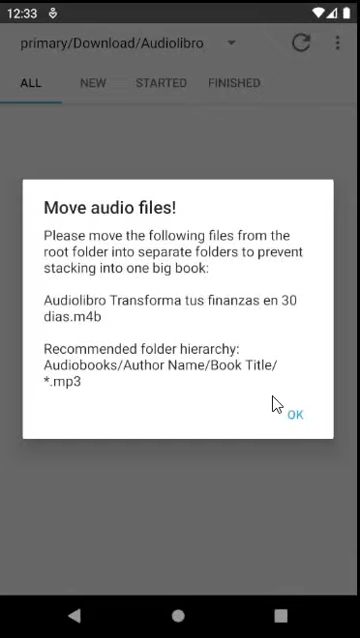 12:33
primary/Download/Audiolibro
ALL
NEW
STARTED
FINISHED
Move audio files!
Please move the following files from the
root folder into separate folders to prevent
stacking into one big book:
Audiolibro Transforma tus finanzas en 30
dias.m4b
Recommended folder hierarchy:
Audiobooks/Author Name/Book Title/
*.mp3
OK